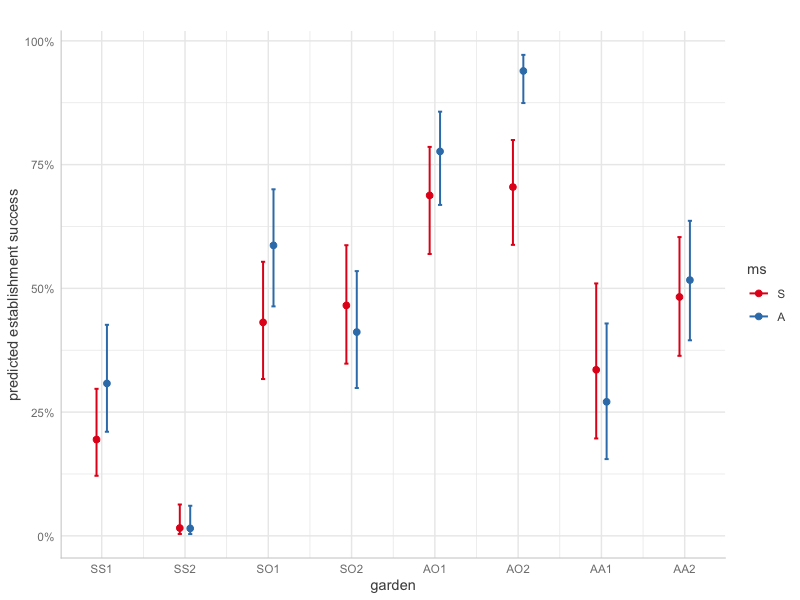 100%
75%
50%
25%
0%
predicted establishment success
SS1 SS2 SO1 SO2 AO1 AO2 AA1 AA2
garden
ms
S
A